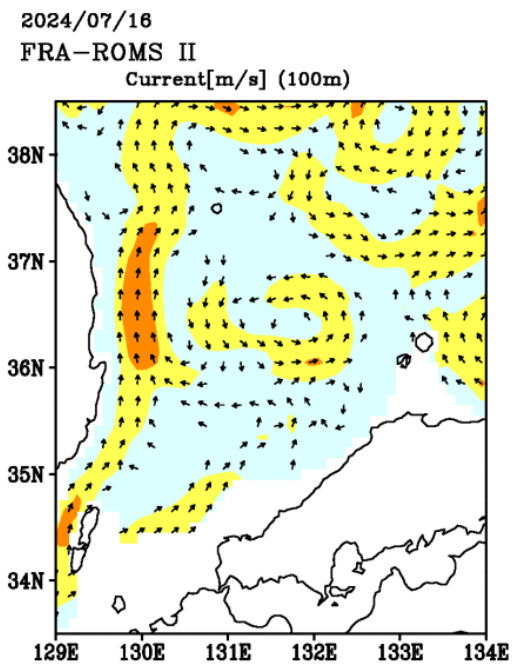 2024/07/16
FRA-ROMS II
Current[m/s] (100m)
38N
37N
36N
35N
34N
129E 130E 131E 132E 133E 134E